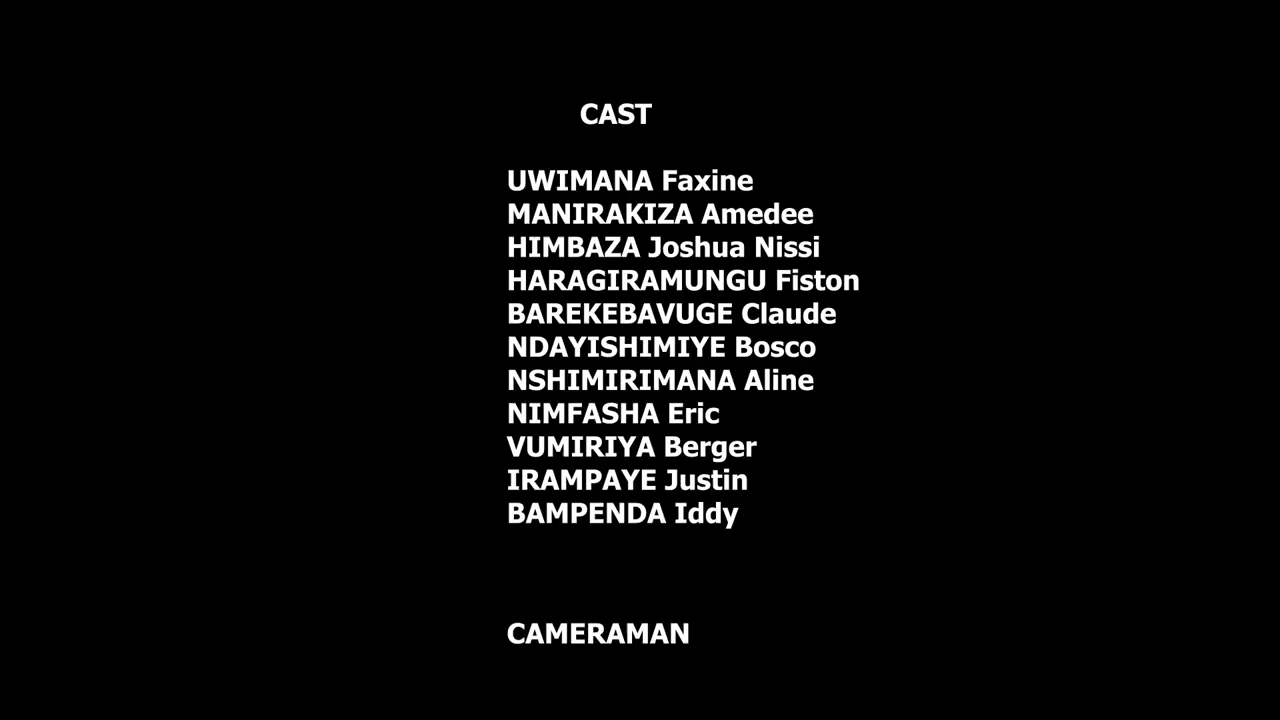 CAST
UWIMANA Faxine
MANIRAKIZA Amedee
HIMBAZA Joshua Nissi
HARAGIRAMUNGU Fiston
BAREKEBAVUGE Claude
NDAYISHIMIYE Bosco
NSHIMIRIMANA Aline
NIMFASHA Eric
VUMIRIYA Berger
IRAMPAYE Justin
BAMPENDA Iddy
CAMERAMAN